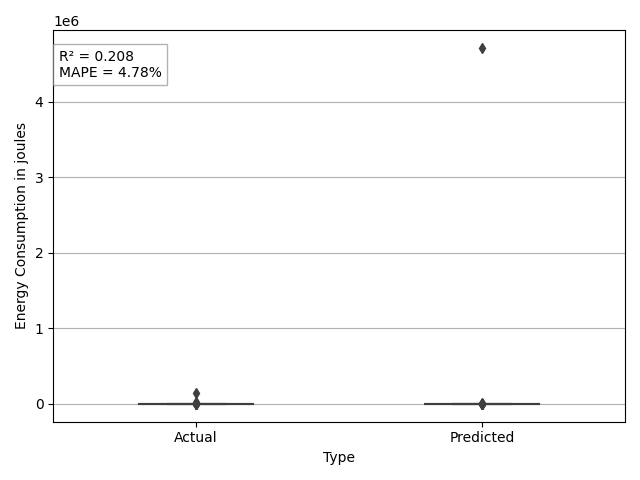 1e6
R² = 0.208
MAPE = 4.78%
4
3
2
1
0
Energy Consumption in joules
Actual
Predicted
Type